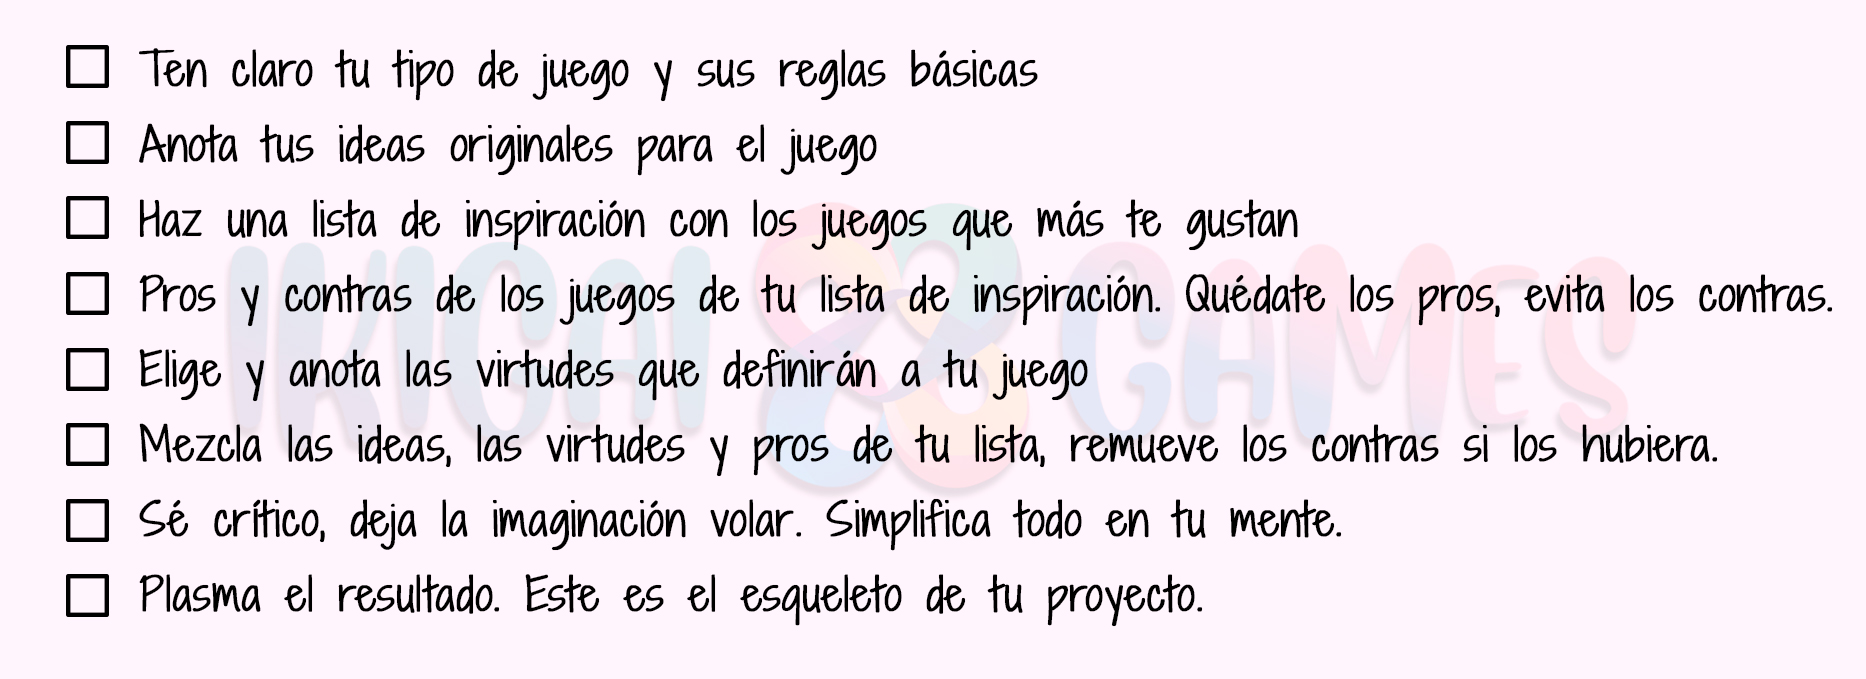 Ten claro tu tipo de juego y sus reglas básicas
Anota tus ideas originales para el juego
Haz una lista de inspiración con los juegos que más te gustan
Pros y contras de los juegos de tu lista de inspiración. Quédate los pros, evita los contras.
Elige y anota las virtudes que definirán a tu juego
Mezcla las ideas, las virtudes y pros de tu lista, remueve los contras si los hubiera.
Sé crítico, deja la imaginación volar. Simplifica todo en tu mente.
Plasma el resultado. Este es el esqueleto de tu proyecto.
IKIGAI GAMES